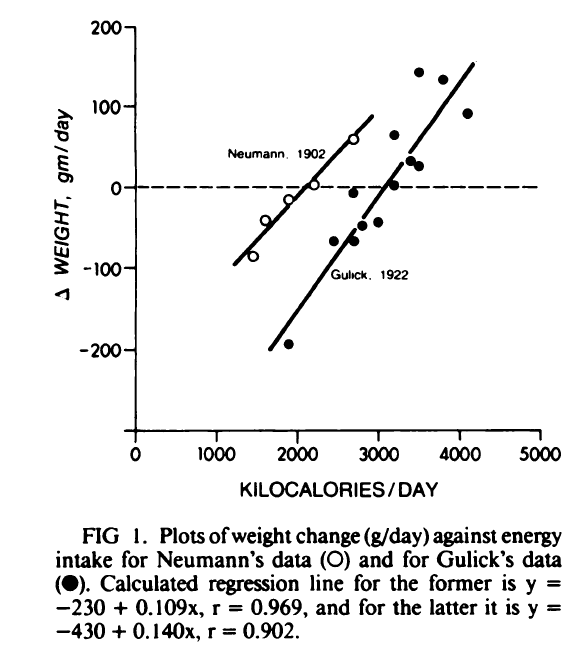 200
100
0
-100
-200
Δ WEIGHT, gm/day
Neumann. 1902
Gulick. 1922
0 1000 2000 3000 4000 5000
KILOCALORIES/DAY
FIG 1. Plots of weight change (g/day) against energy
intake for Neumann's data (○) and for Gulick's data
(●). Calculated regression line for the former is y =
−230 + 0.109x, r = 0.969, and for the latter it is y =
−430 + 0.140x, r = 0.902.